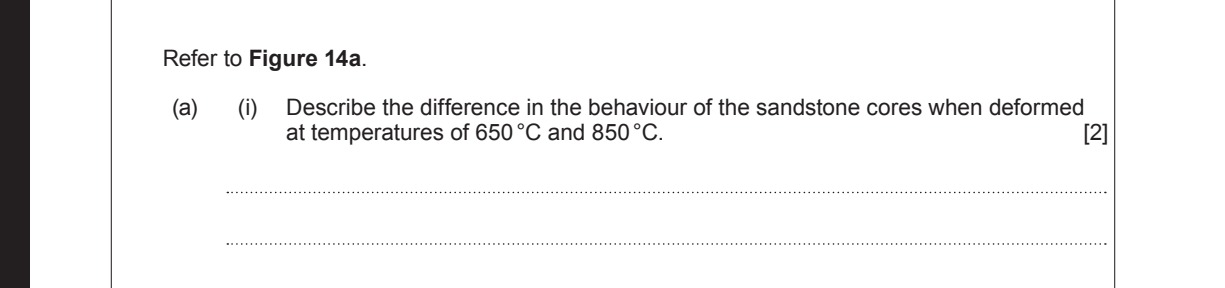 Refer to Figure 14a.
(a) (i) Describe the difference in the behaviour of the sandstone cores when deformed
at temperatures of 650 °C and 850 °C. [2]